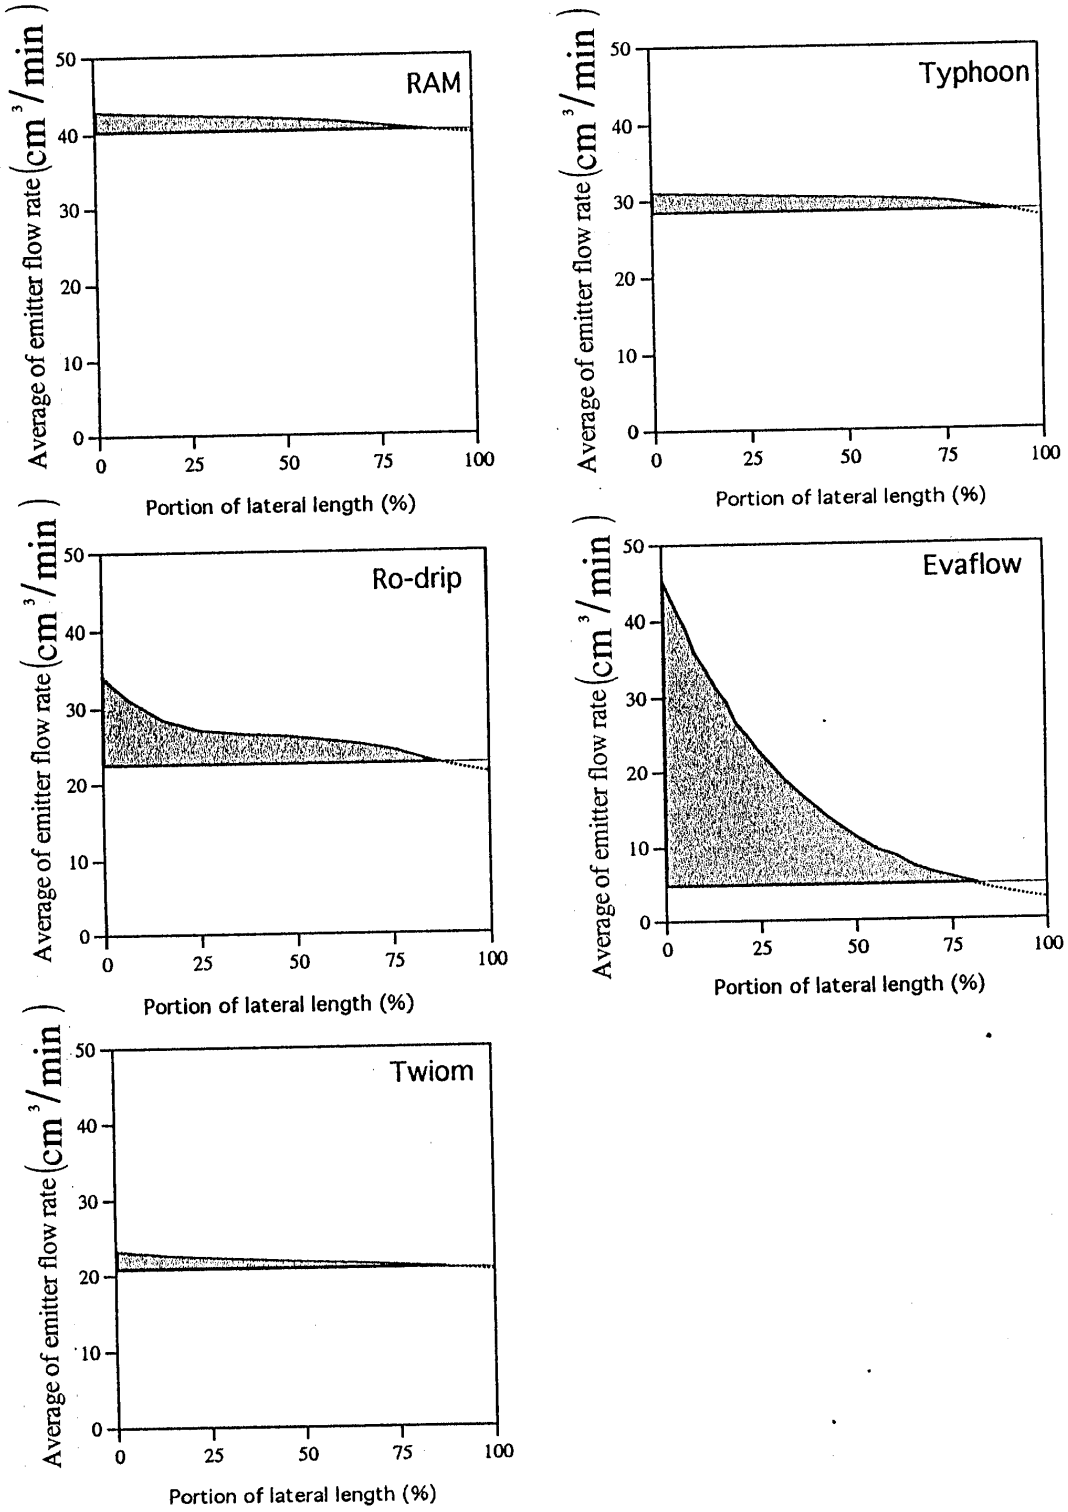 RAM
Average of emitter flow rate (cm³/min)
50
40
30
20
10
0
0 25 50 75 100
Portion of lateral length (%)
Typhoon
Average of emitter flow rate (cm³/min)
50
40
30
20
10
0
0 25 50 75 100
Portion of lateral length (%)
Ro-drip
Average of emitter flow rate (cm³/min)
50
40
30
20
10
0
0 25 50 75 100
Portion of lateral length (%)
Evaflow
Average of emitter flow rate (cm³/min)
50
40
30
20
10
0
0 25 50 75 100
Portion of lateral length (%)
Twiom
Average of emitter flow rate (cm³/min)
50
40
30
20
10
0
0 25 50 75 100
Portion of lateral length (%)